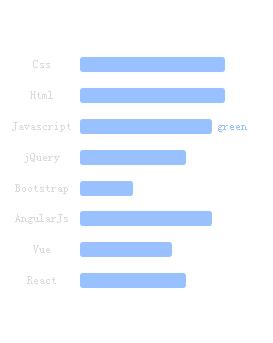 Css
Html
Javascript green
jQuery
Bootstrap
AngularJs
Vue
React